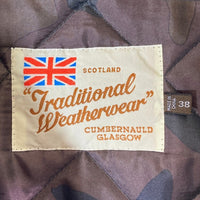 SCOTLAND
"Traditional
Weatherwear"
CUMBERNAULD
GLASGOW
38